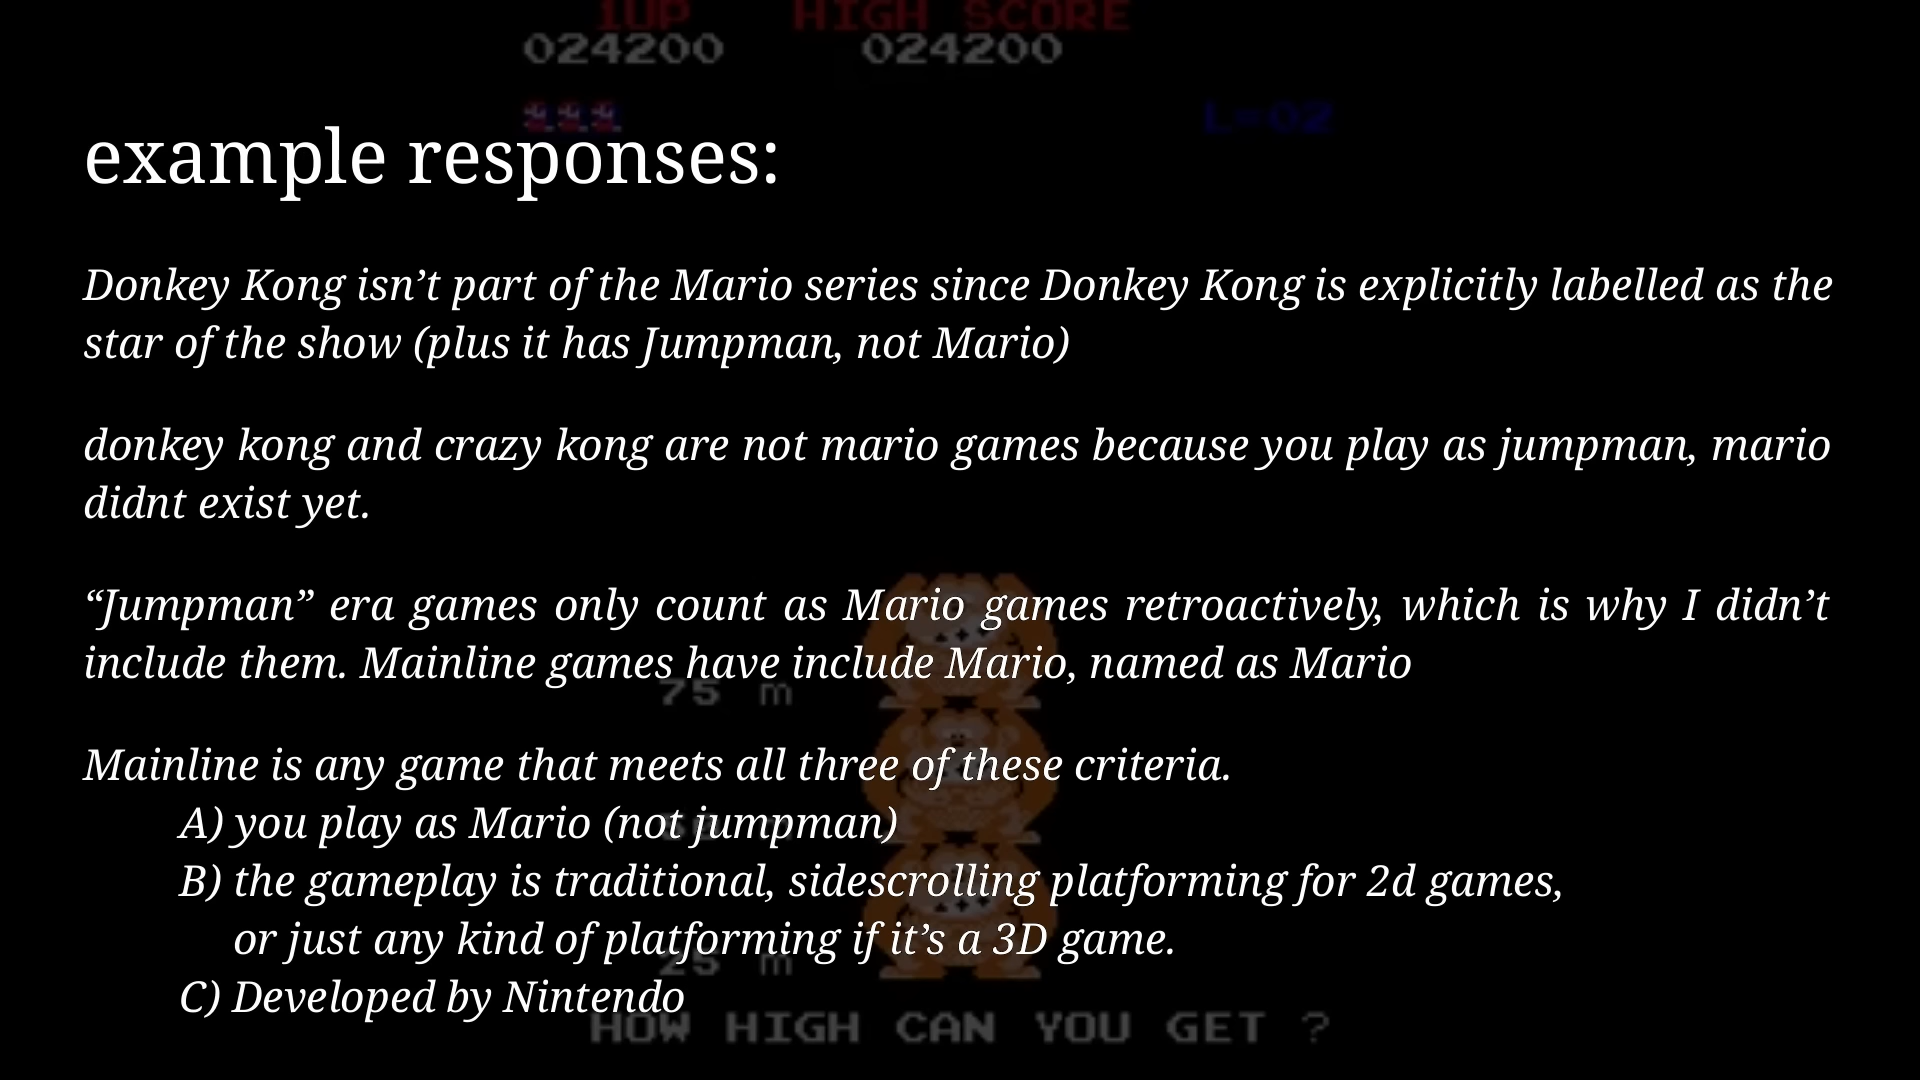 1UP HIGH SCORE
024200 024200
L=02
example responses:
Donkey Kong isn’t part of the Mario series since Donkey Kong is explicitly labelled as the
star of the show (plus it has Jumpman, not Mario)
donkey kong and crazy kong are not mario games because you play as jumpman, mario
didnt exist yet.
“Jumpman” era games only count as Mario games retroactively, which is why I didn’t
include them. Mainline games have include Mario, named as Mario
75 m
Mainline is any game that meets all three of these criteria.
A) you play as Mario (not jumpman)
B) the gameplay is traditional, sidescrolling platforming for 2d games,
or just any kind of platforming if it’s a 3D game.
25 m
C) Developed by Nintendo
HOW HIGH CAN YOU GET ?